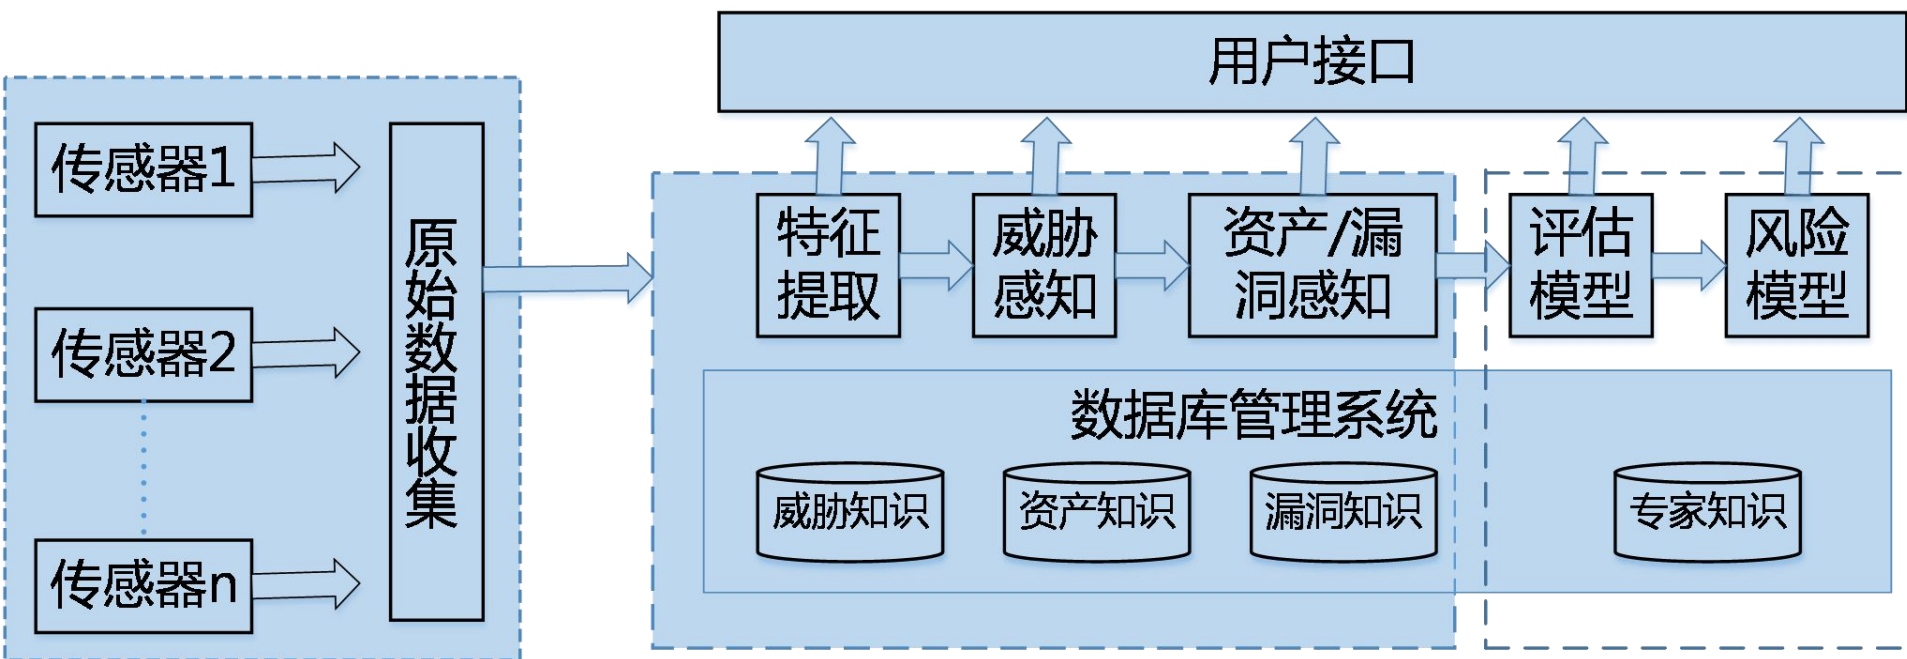 用户接口
传感器1
传感器2
传感器n
原始数据收集
特征
提取
威胁
感知
资产/漏
洞感知
评估
模型
风险
模型
数据库管理系统
威胁知识
资产知识
漏洞知识
专家知识